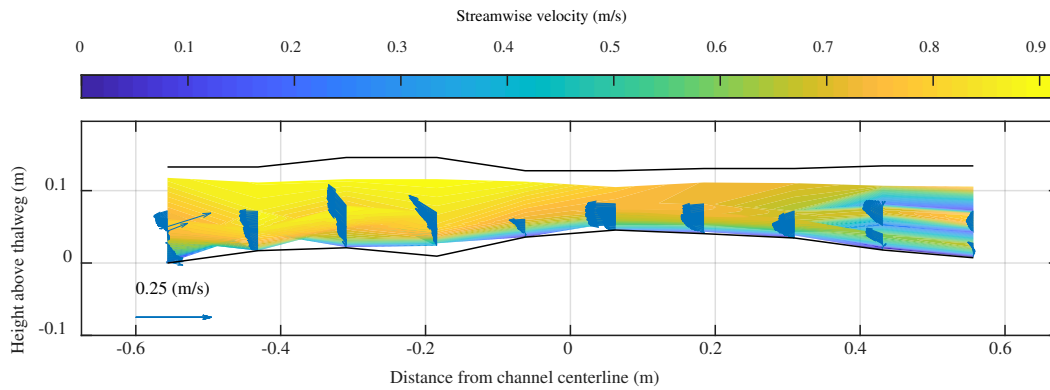 Streamwise velocity (m/s)
0 0.1 0.2 0.3 0.4 0.5 0.6 0.7 0.8 0.9
Height above thalweg (m)
0.1
0
-0.1
0.25 (m/s)
-0.6 -0.4 -0.2 0 0.2 0.4 0.6
Distance from channel centerline (m)